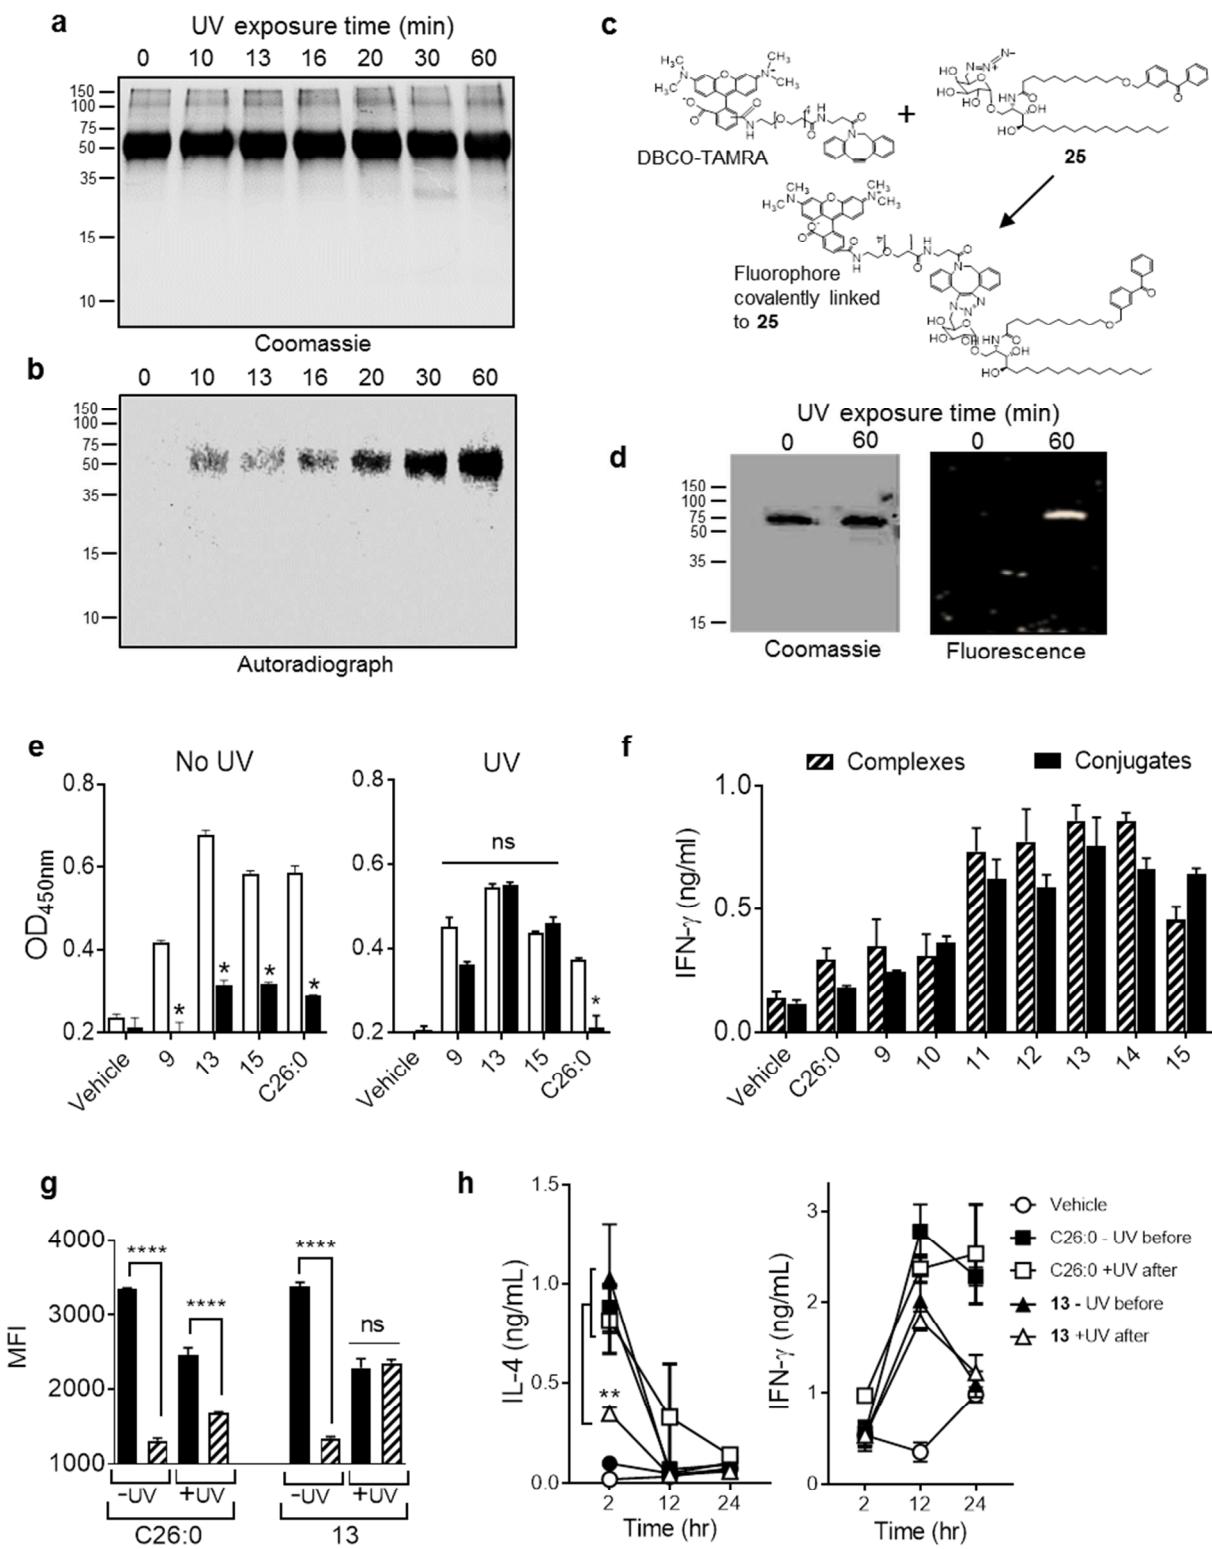 a
UV exposure time (min)
0 10 13 16 20 30 60
150
100
75
50
35
15
10
Coomassie
b
0 10 13 16 20 30 60
150
100
75
50
35
15
10
Autoradiograph
c
DBCO-TAMRA
+
25
Fluorophore
covalently linked
to 25
d
UV exposure time (min)
0 60 0 60
150
100
75
50
35
15
Coomassie
Fluorescence
e
No UV
UV
OD450nm
0.8
0.6
0.4
0.2
* * * *
Vehicle 9 13 15 C26:0
0.8
0.6
0.4
0.2
ns
*
Vehicle 9 13 15 C26:0
f
Complexes Conjugates
IFN-γ (ng/ml)
1.0
0.5
0.0
Vehicle C26:0 9 10 11 12 13 14 15
g
MFI
4000
3000
2000
1000
**** **** **** ns
-UV +UV -UV +UV
C26:0 13
h
IL-4 (ng/mL)
1.5
1.0
0.5
0.0
**
2 12 24
Time (hr)
IFN-γ (ng/mL)
3
2
1
0
2 12 24
Time (hr)
Vehicle
C26:0 - UV before
C26:0 +UV after
13 - UV before
13 +UV after